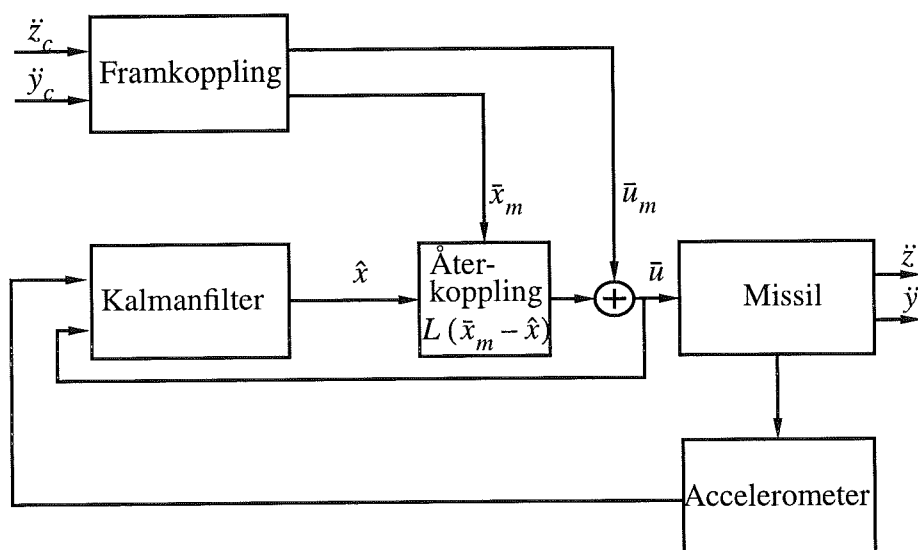 z̈_c
ÿ_c
Framkoppling
x̄_m
ū_m
Kalmanfilter
x̂
Åter-
koppling
L (x̄_m – x̂)
+
ū
Missil
z̈
ÿ
Accelerometer